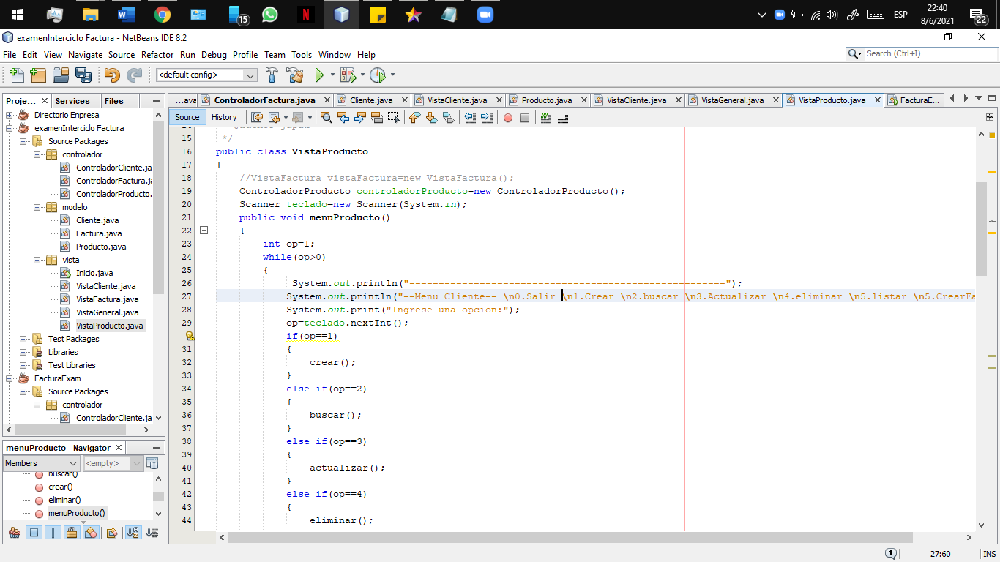 15
22:40
ESP
8/6/2021
22
examenInterciclo Factura - NetBeans IDE 8.2
File Edit View Navigate Source Refactor Run Debug Profile Team Tools Window Help
Search (Ctrl+I)
<default config>
Proje... Services Files
...ava ControladorFactura.java Cliente.java VistaCliente.java Producto.java VistaCliente.java VistaGeneral.java VistaProducto.java FacturaE...
Source History
Directorio Enpresa
examenInterciclo Factura
Source Packages
controlador
ControladorCliente.ja
ControladorFactura.ja
ControladorProducto.
modelo
Cliente.java
Factura.java
Producto.java
vista
Inicio.java
VistaCliente.java
VistaFactura.java
VistaGeneral.java
VistaProducto.java
Test Packages
Libraries
Test Libraries
FacturaExam
Source Packages
controlador
ControladorCliente.ja
menuProducto - Navigator
Members <empty>
buscar()
crear()
eliminar()
menuProducto()
15 */
16 public class VistaProducto
17 {
18 //VistaFactura vistaFactura=new VistaFactura();
19 ControladorProducto controladorProducto=new ControladorProducto();
20 Scanner teclado=new Scanner(System.in);
21 public void menuProducto()
22 {
23 int op=1;
24 while(op>0)
25 {
26 System.out.println("------------------------------------------------------");
27 System.out.println("--Menu Cliente-- \n0.Salir \n1.Crear \n2.buscar \n3.Actualizar \n4.eliminar \n5.listar \n5.CrearFa
28 System.out.print("Ingrese una opcion:");
29 op=teclado.nextInt();
if(op==1)
31 {
32 crear();
33 }
34 else if(op==2)
35 {
36 buscar();
37 }
38 else if(op==3)
39 {
40 actualizar();
41 }
42 else if(op==4)
43 {
44 eliminar();
1
27:60
INS